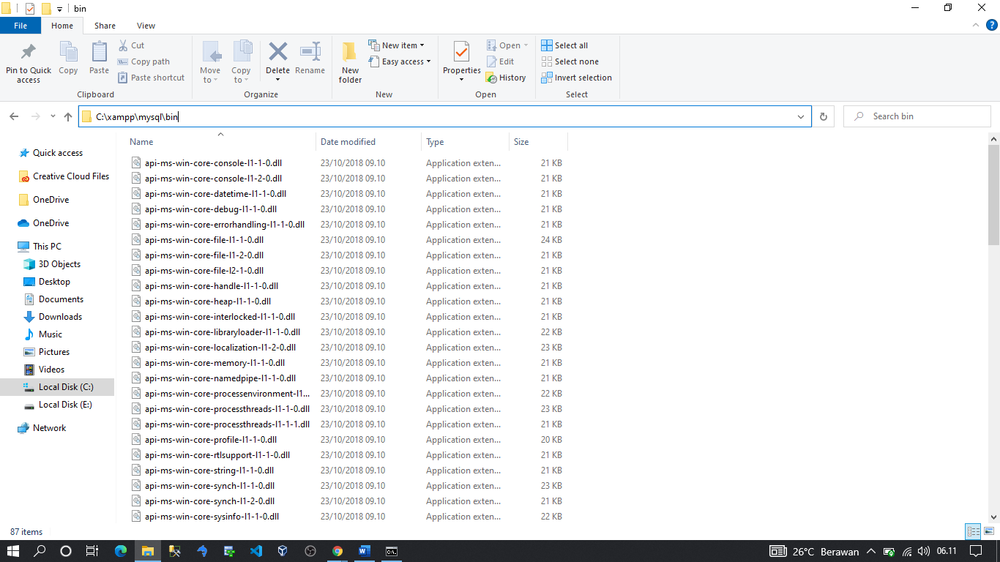 bin
File Home Share View
Pin to Quick access
Copy
Paste
Cut
Copy path
Paste shortcut
Clipboard
Move to
Copy to
Delete
Rename
Organize
New folder
New item
Easy access
New
Properties
Open
Edit
History
Open
Select all
Select none
Invert selection
Select
C:\xampp\mysql\bin
Search bin
Quick access
Creative Cloud Files
OneDrive
OneDrive
This PC
3D Objects
Desktop
Documents
Downloads
Music
Pictures
Videos
Local Disk (C:)
Local Disk (E:)
Network
Name Date modified Type Size
api-ms-win-core-console-l1-1-0.dll 23/10/2018 09.10 Application exten... 21 KB
api-ms-win-core-console-l1-2-0.dll 23/10/2018 09.10 Application exten... 21 KB
api-ms-win-core-datetime-l1-1-0.dll 23/10/2018 09.10 Application exten... 21 KB
api-ms-win-core-debug-l1-1-0.dll 23/10/2018 09.10 Application exten... 21 KB
api-ms-win-core-errorhandling-l1-1-0.dll 23/10/2018 09.10 Application exten... 21 KB
api-ms-win-core-file-l1-1-0.dll 23/10/2018 09.10 Application exten... 24 KB
api-ms-win-core-file-l1-2-0.dll 23/10/2018 09.10 Application exten... 21 KB
api-ms-win-core-file-l2-1-0.dll 23/10/2018 09.10 Application exten... 21 KB
api-ms-win-core-handle-l1-1-0.dll 23/10/2018 09.10 Application exten... 21 KB
api-ms-win-core-heap-l1-1-0.dll 23/10/2018 09.10 Application exten... 21 KB
api-ms-win-core-interlocked-l1-1-0.dll 23/10/2018 09.10 Application exten... 21 KB
api-ms-win-core-libraryloader-l1-1-0.dll 23/10/2018 09.10 Application exten... 22 KB
api-ms-win-core-localization-l1-2-0.dll 23/10/2018 09.10 Application exten... 23 KB
api-ms-win-core-memory-l1-1-0.dll 23/10/2018 09.10 Application exten... 21 KB
api-ms-win-core-namedpipe-l1-1-0.dll 23/10/2018 09.10 Application exten... 21 KB
api-ms-win-core-processenvironment-l1... 23/10/2018 09.10 Application exten... 22 KB
api-ms-win-core-processthreads-l1-1-0.dll 23/10/2018 09.10 Application exten... 23 KB
api-ms-win-core-processthreads-l1-1-1.dll 23/10/2018 09.10 Application exten... 21 KB
api-ms-win-core-profile-l1-1-0.dll 23/10/2018 09.10 Application exten... 20 KB
api-ms-win-core-rtlsupport-l1-1-0.dll 23/10/2018 09.10 Application exten... 21 KB
api-ms-win-core-string-l1-1-0.dll 23/10/2018 09.10 Application exten... 21 KB
api-ms-win-core-synch-l1-1-0.dll 23/10/2018 09.10 Application exten... 23 KB
api-ms-win-core-synch-l1-2-0.dll 23/10/2018 09.10 Application exten... 21 KB
api-ms-win-core-sysinfo-l1-1-0.dll 23/10/2018 09.10 Application exten... 22 KB
87 items
26°C Berawan 06.11